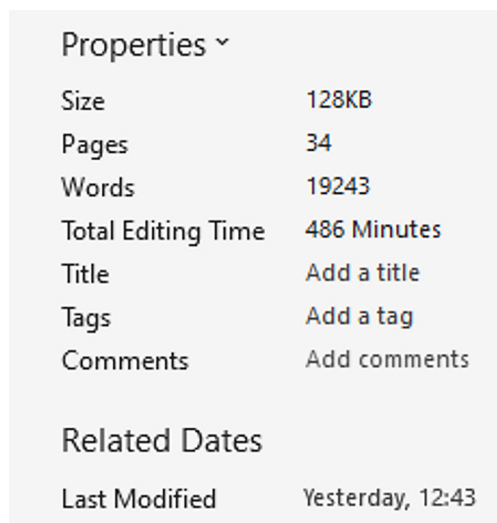 Properties
Size 128KB
Pages 34
Words 19243
Total Editing Time 486 Minutes
Title Add a title
Tags Add a tag
Comments Add comments
Related Dates
Last Modified Yesterday, 12:43